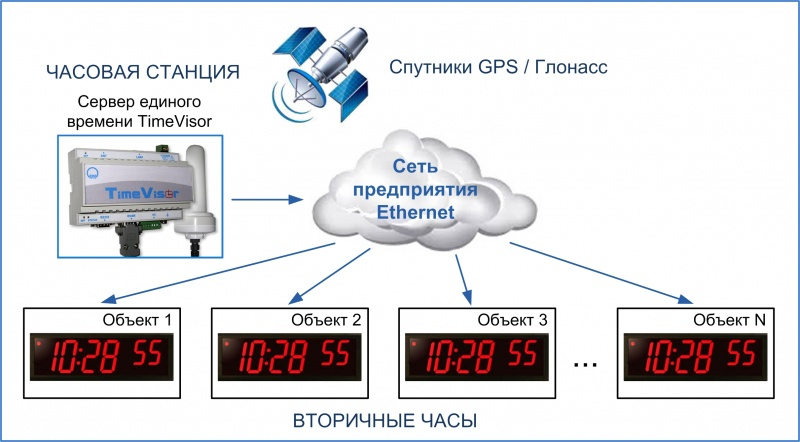 ЧАСОВАЯ СТАНЦИЯ
Сервер единого
времени TimeVisor
Спутники GPS / Глонасс
TimeVisor
Сеть
предприятия
Ethernet
Объект 1
10:28 55
Объект 2
10:28 55
Объект 3
10:28 55
...
Объект N
10:28 55
ВТОРИЧНЫЕ ЧАСЫ